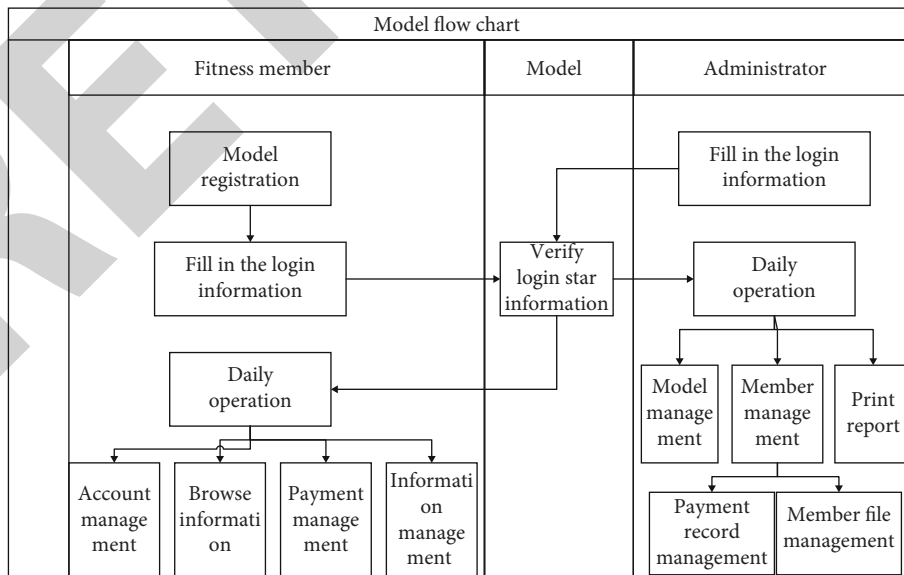 Model flow chart
Fitness member
Model
Administrator
Model
registration
Fill in the login
information
Fill in the login
information
Verify
login star
information
Daily
operation
Daily
operation
Model
manage
ment
Member
manage
ment
Print
report
Account
manage
ment
Browse
informati
on
Payment
manage
ment
Informati
on
manage
ment
Payment
record
management
Member file
management